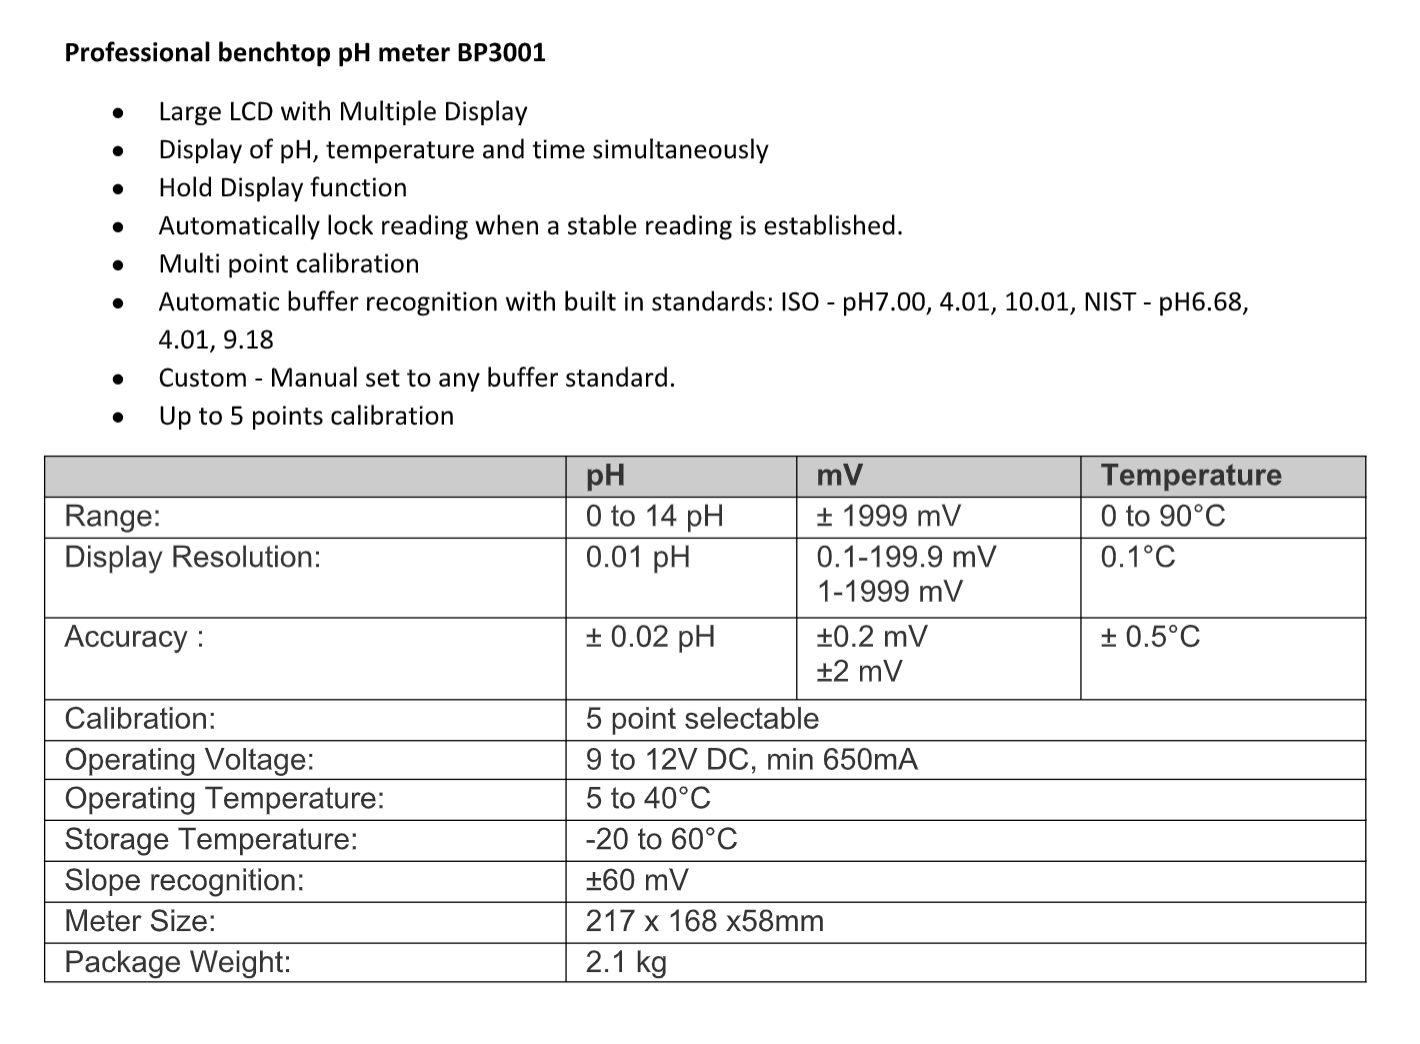 Professional benchtop pH meter BP3001
• Large LCD with Multiple Display
• Display of pH, temperature and time simultaneously
• Hold Display function
• Automatically lock reading when a stable reading is established.
• Multi point calibration
• Automatic buffer recognition with built in standards: ISO - pH7.00, 4.01, 10.01, NIST - pH6.68,
4.01, 9.18
• Custom - Manual set to any buffer standard.
• Up to 5 points calibration
pH mV Temperature
Range: 0 to 14 pH ± 1999 mV 0 to 90°C
Display Resolution: 0.01 pH 0.1-199.9 mV 0.1°C
1-1999 mV
Accuracy : ± 0.02 pH ±0.2 mV ± 0.5°C
±2 mV
Calibration: 5 point selectable
Operating Voltage: 9 to 12V DC, min 650mA
Operating Temperature: 5 to 40°C
Storage Temperature: -20 to 60°C
Slope recognition: ±60 mV
Meter Size: 217 x 168 x58mm
Package Weight: 2.1 kg